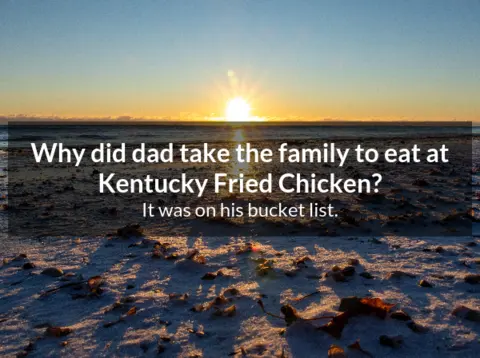 Why did dad take the family to eat at
Kentucky Fried Chicken?
It was on his bucket list.